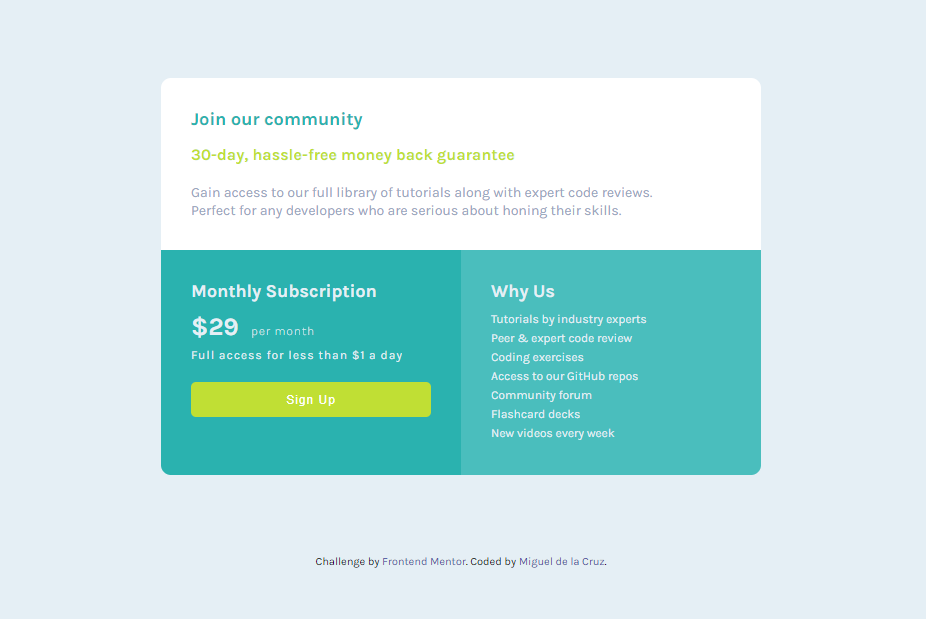 Join our community
30-day, hassle-free money back guarantee
Gain access to our full library of tutorials along with expert code reviews.
Perfect for any developers who are serious about honing their skills.
Monthly Subscription
$29 per month
Full access for less than $1 a day
Sign Up
Why Us
Tutorials by industry experts
Peer & expert code review
Coding exercises
Access to our GitHub repos
Community forum
Flashcard decks
New videos every week
Challenge by Frontend Mentor. Coded by Miguel de la Cruz.